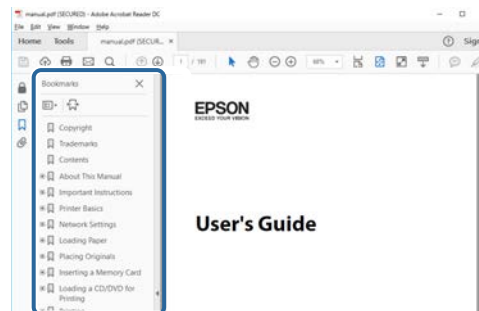 manual.pdf (SECURED) - Adobe Acrobat Reader DC
File Edit View Window Help
Home Tools manual.pdf (SECUR... ×
Sign
1 / 191
Bookmarks
Copyright
Trademarks
Contents
About This Manual
Important Instructions
Printer Basics
Network Settings
Loading Paper
Placing Originals
Inserting a Memory Card
Loading a CD/DVD for
Printing
EPSON
EXCEED YOUR VISION
User's Guide